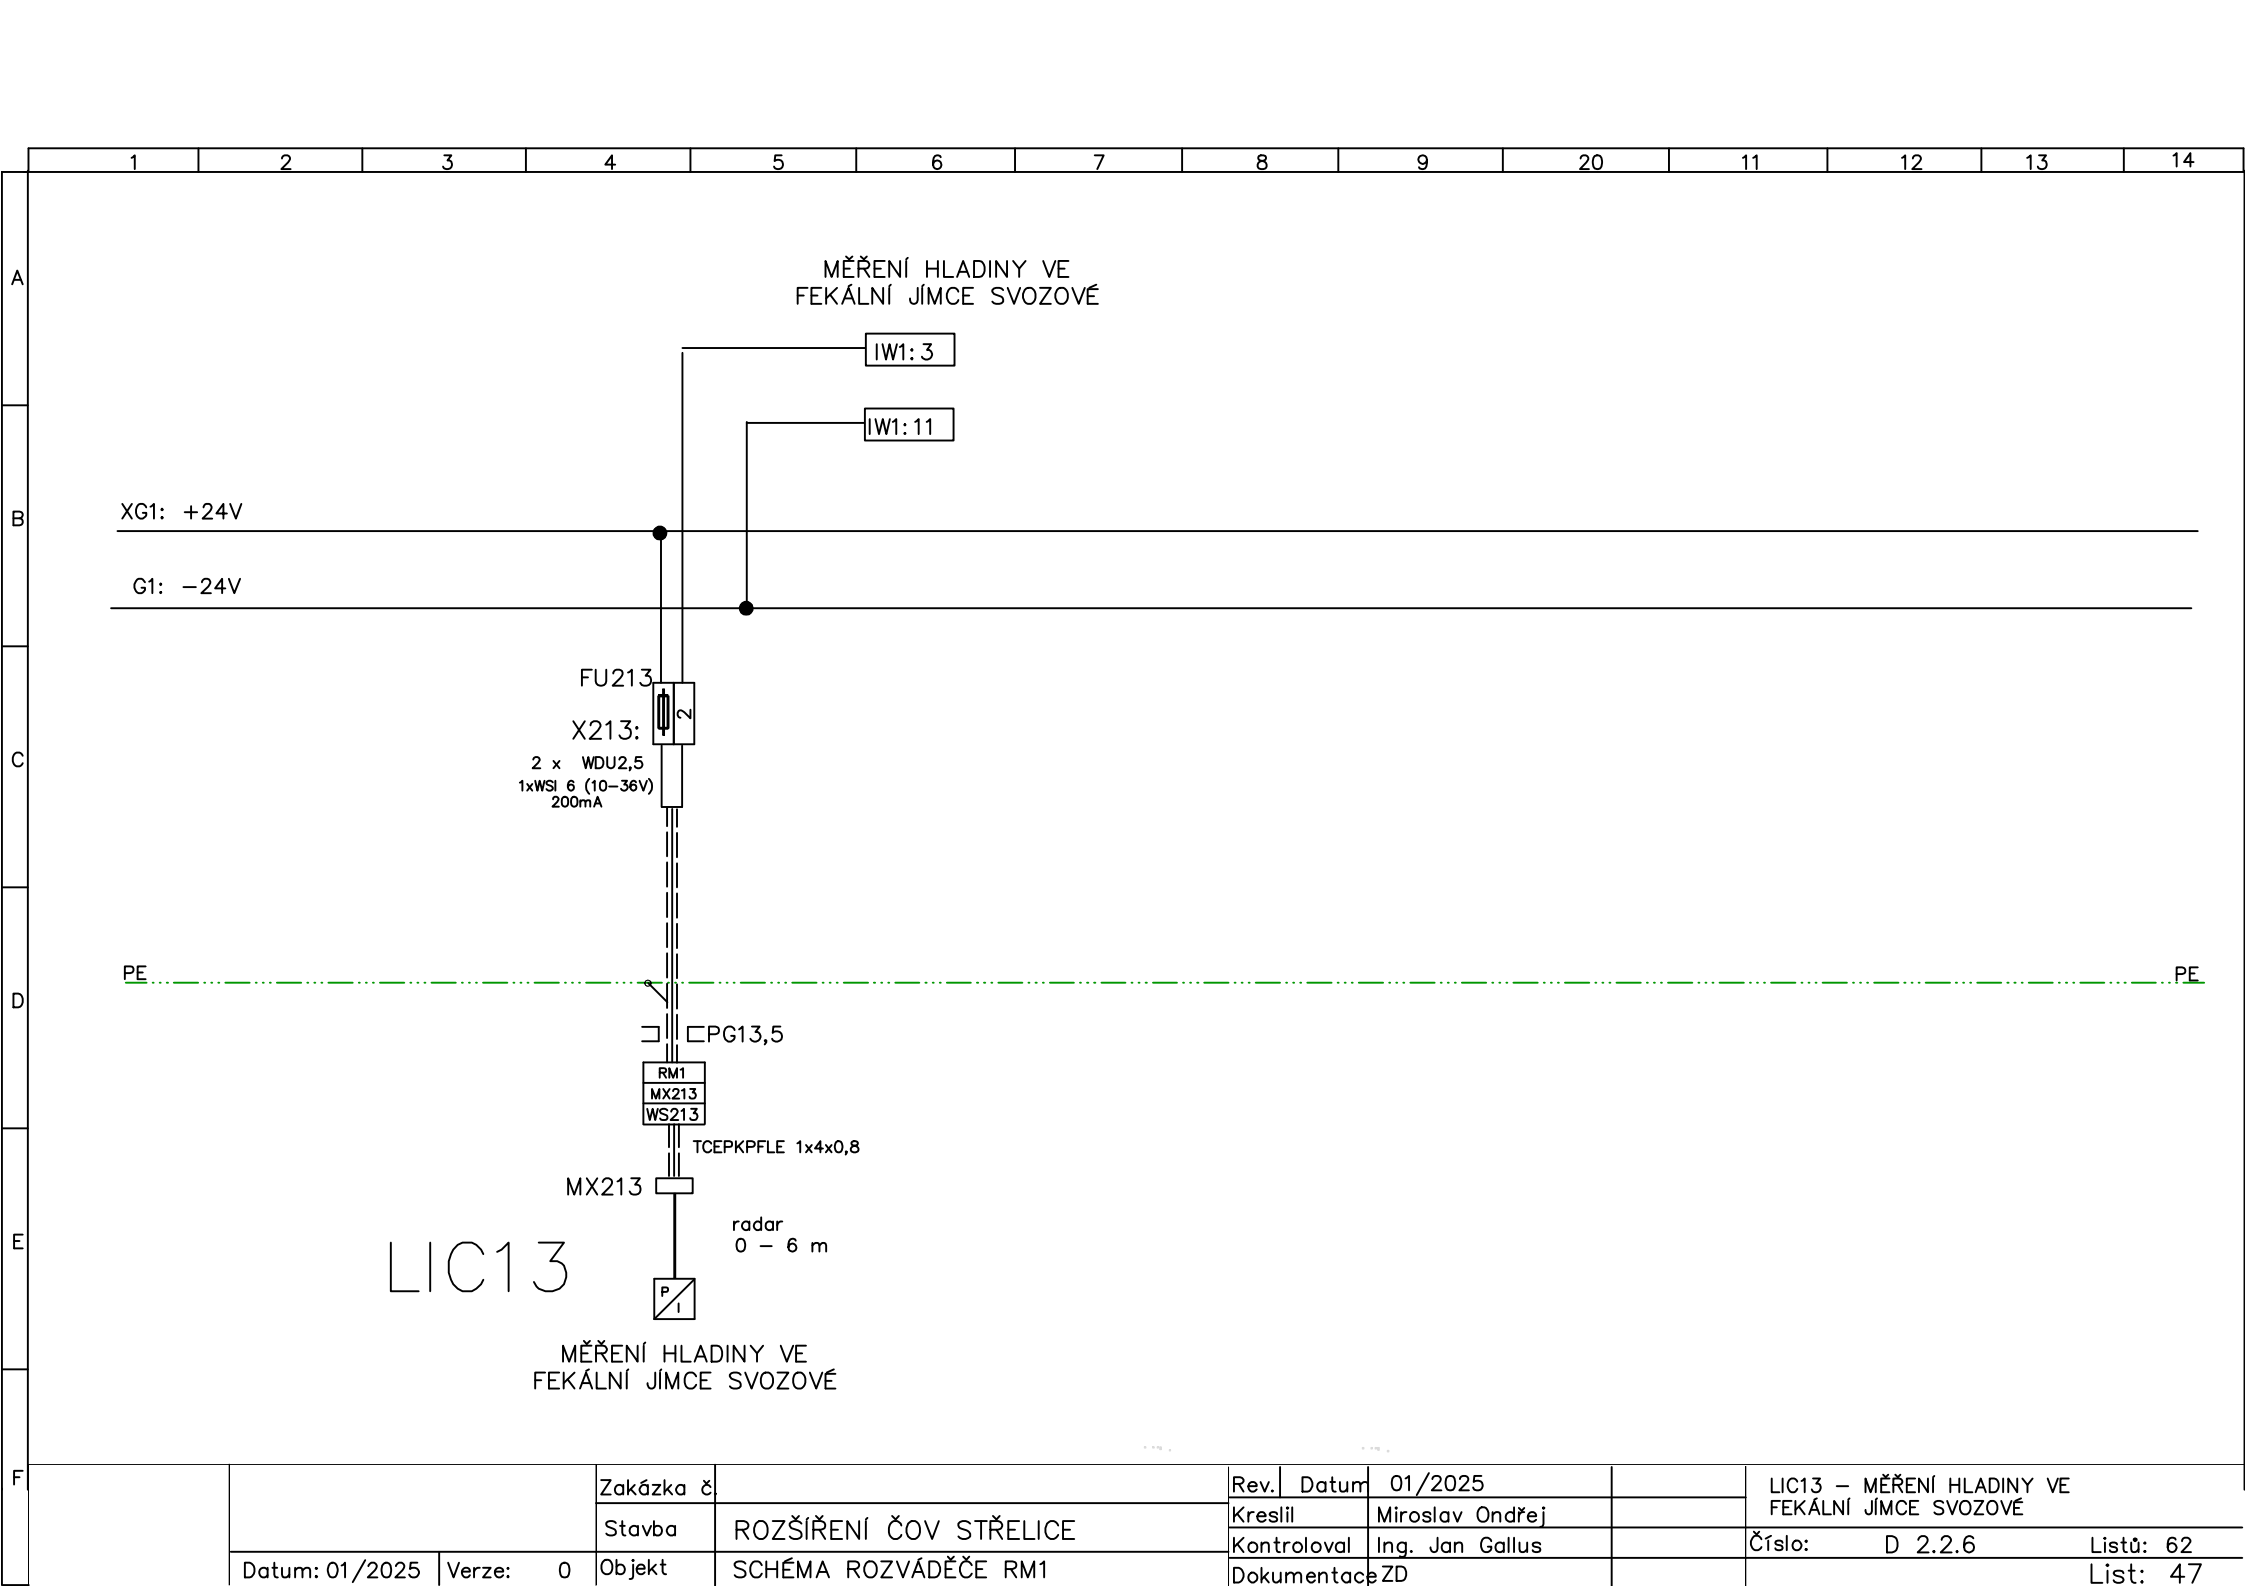 1 2 3 4 5 6 7 8 9 20 11 12 13 14
A
MĚŘENÍ HLADINY VE
FEKÁLNÍ JÍMCE SVOZOVÉ
IW1: 3
IW1: 11
B
XG1: +24V
G1: -24V
FU213
X213:
2
C
2 x WDU2,5
1xWSI 6 (10-36V)
200mA
PE
PE
D
PG13,5
RM1
MX213
WS213
TCEPKPFLE 1x4x0,8
MX213
E
radar
0 - 6 m
LIC13
P
I
MĚŘENÍ HLADINY VE
FEKÁLNÍ JÍMCE SVOZOVÉ
F
Zakázka č.
Stavba ROZŠÍŘENÍ ČOV STŘELICE
Datum: 01/2025 Verze: 0 Objekt SCHÉMA ROZVÁDĚČE RM1
Rev. Datum 01/2025
Kreslil Miroslav Ondřej
Kontroloval Ing. Jan Gallus
Dokumentace ZD
LIC13 - MĚŘENÍ HLADINY VE
FEKÁLNÍ JÍMCE SVOZOVÉ
Číslo: D 2.2.6 Listů: 62
List: 47